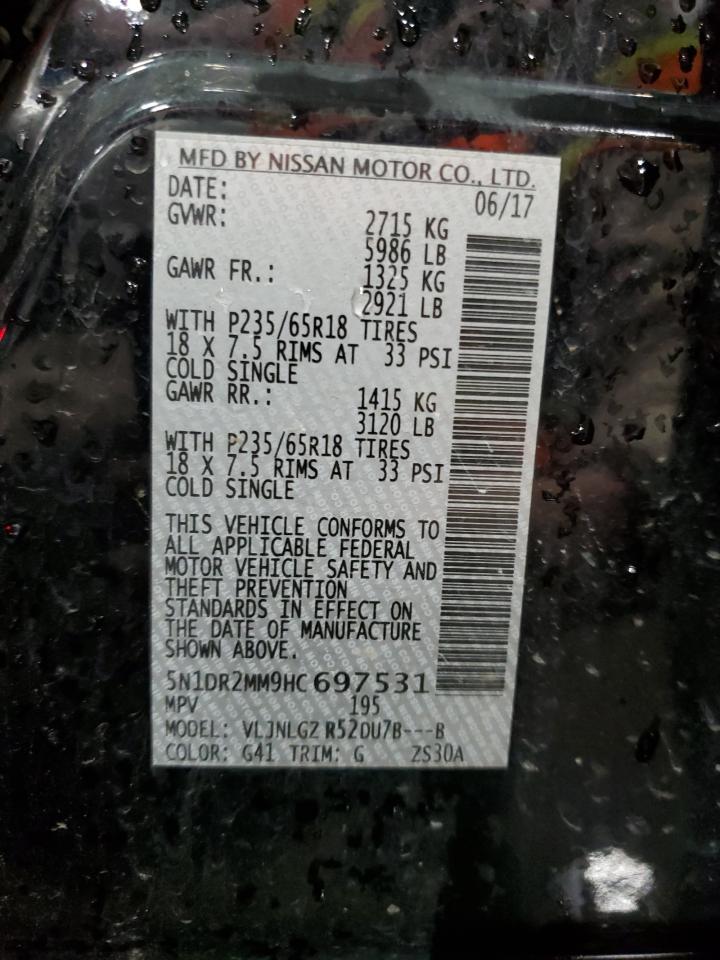 MFD BY NISSAN MOTOR CO., LTD.
DATE: 06/17
GVWR: 2715 KG
5986 LB
GAWR FR.: 1325 KG
2921 LB
WITH P235/65R18 TIRES
18 X 7.5 RIMS AT 33 PSI
COLD SINGLE
GAWR RR.: 1415 KG
3120 LB
WITH P235/65R18 TIRES
18 X 7.5 RIMS AT 33 PSI
COLD SINGLE
THIS VEHICLE CONFORMS TO
ALL APPLICABLE FEDERAL
MOTOR VEHICLE SAFETY AND
THEFT PREVENTION
STANDARDS IN EFFECT ON
THE DATE OF MANUFACTURE
SHOWN ABOVE.
5N1DR2MM9HC697531
MPV 195
MODEL: VLJNLGZ R52DU7B---B
COLOR: G41 TRIM: G ZS30A